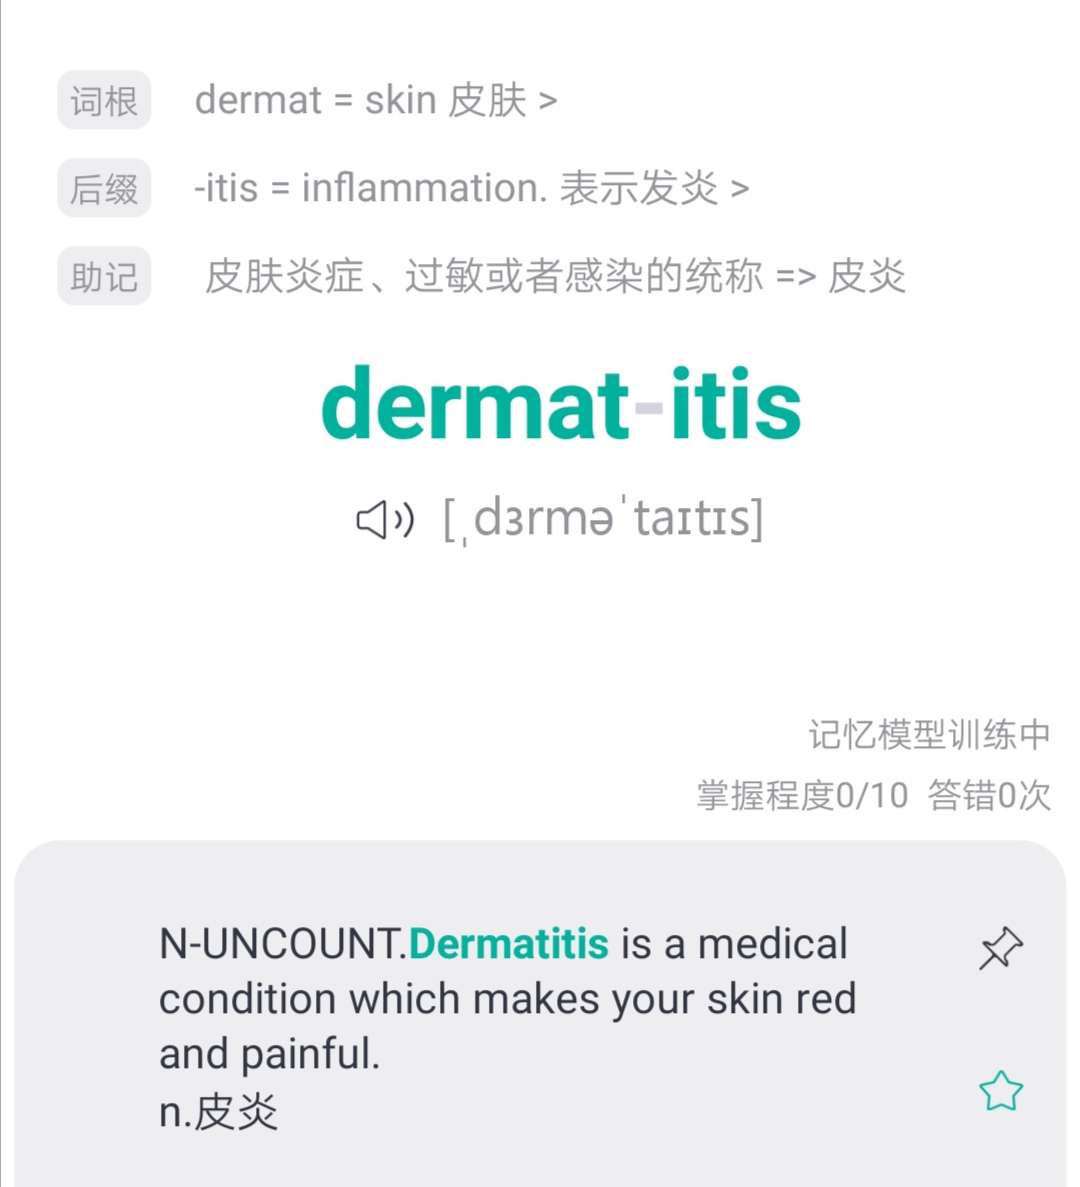 词根 dermat = skin 皮肤 >
后缀 -itis = inflammation. 表示发炎 >
助记 皮肤炎症、过敏或者感染的统称 => 皮炎
dermat-itis
[ˌdɜrməˈtaɪtɪs]
记忆模型训练中
掌握程度0/10 答错0次
N-UNCOUNT.Dermatitis is a medical
condition which makes your skin red
and painful.
n.皮炎